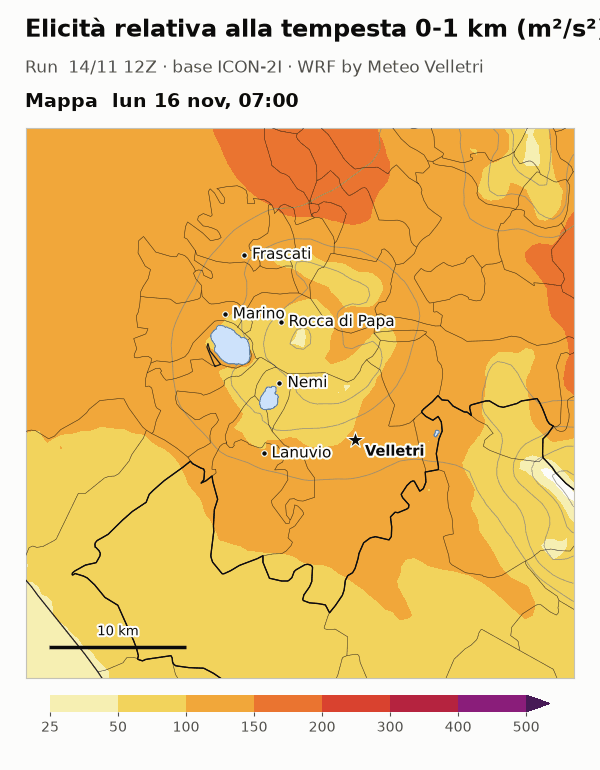 Elicità relativa alla tempesta 0-1 km (m²/s²)
Run 14/11 12Z · base ICON-2I · WRF by Meteo Velletri
Mappa lun 16 nov, 07:00
Frascati
Marino
Rocca di Papa
Nemi
Velletri
Lanuvio
10 km
25 50 100 150 200 300 400 500